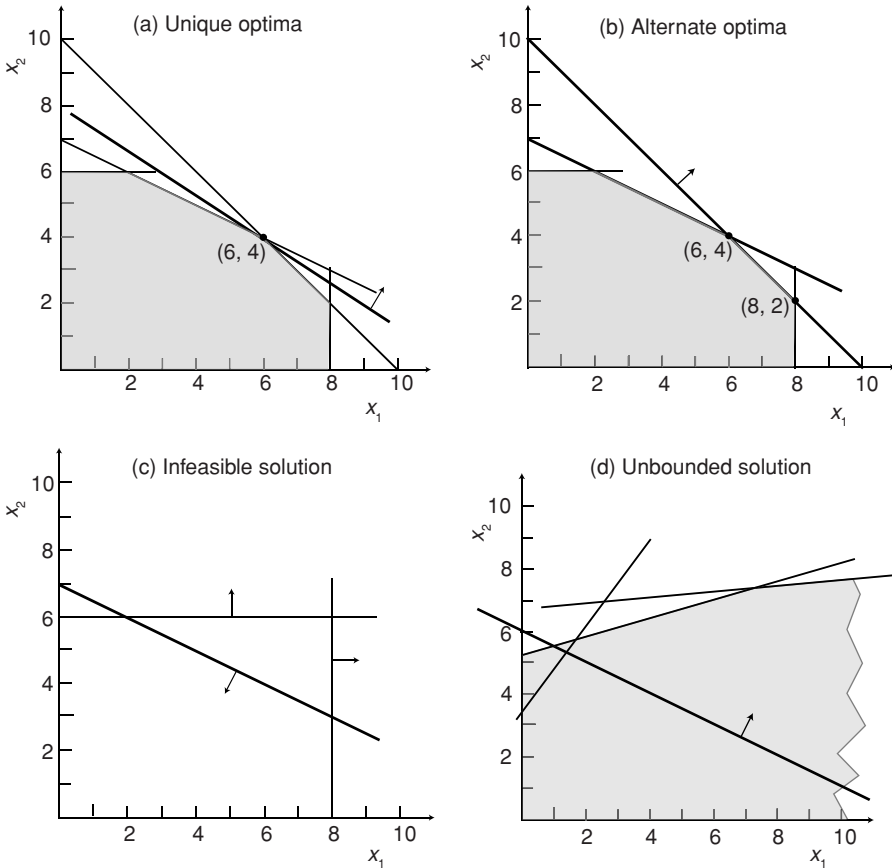 (a) Unique optima
x2
10
8
6
4
2
(6, 4)
2 4 6 8 10
x1
(b) Alternate optima
x2
10
8
6
4
2
(6, 4)
(8, 2)
2 4 6 8 10
x1
(c) Infeasible solution
x2
10
8
6
4
2
2 4 6 8 10
x1
(d) Unbounded solution
x2
10
8
6
4
2
2 4 6 8 10
x1